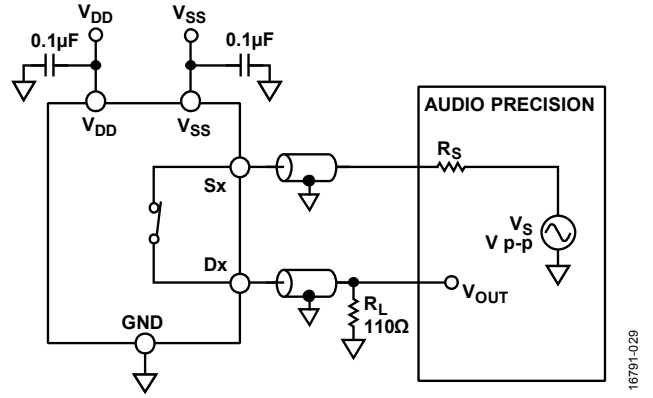 VDD
VSS
0.1µF
0.1µF
VDD
VSS
AUDIO PRECISION
RS
Sx
VS
V p-p
Dx
VOUT
RL
110Ω
GND
16791-029